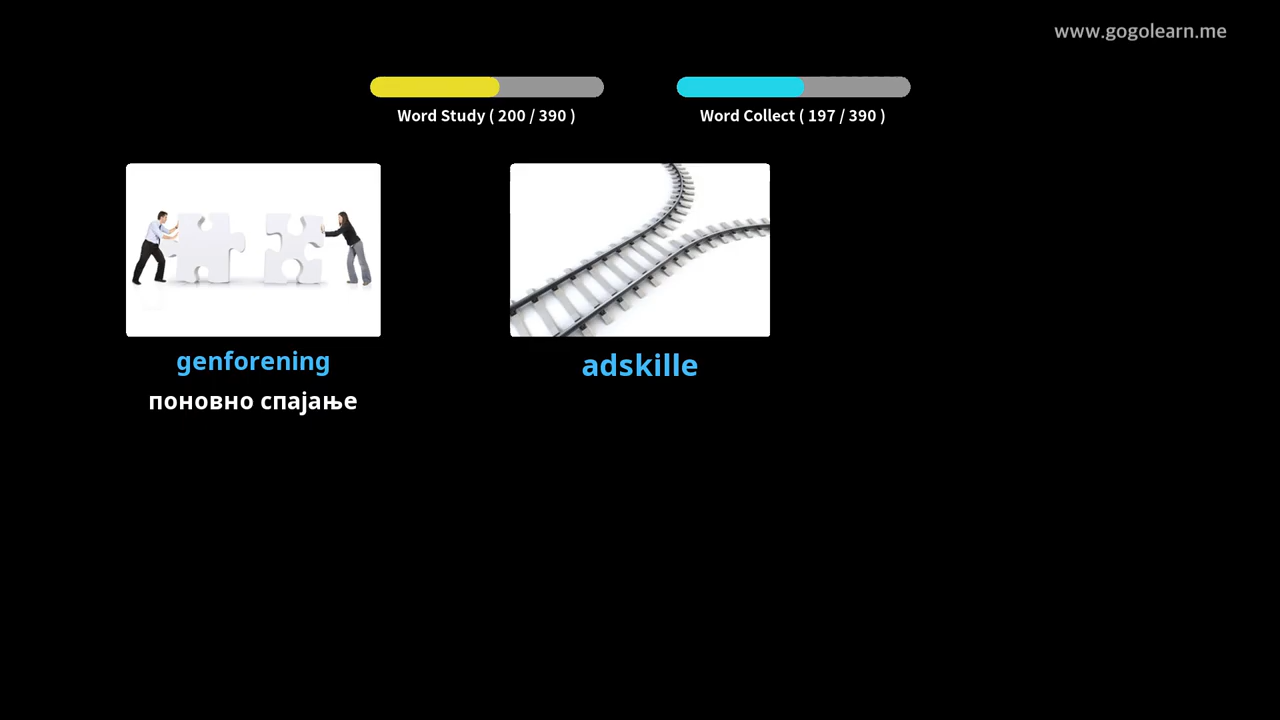 www.gogolearn.me
Word Study ( 200 / 390 )
Word Collect ( 197 / 390 )
genforening
поновно спајање
adskille